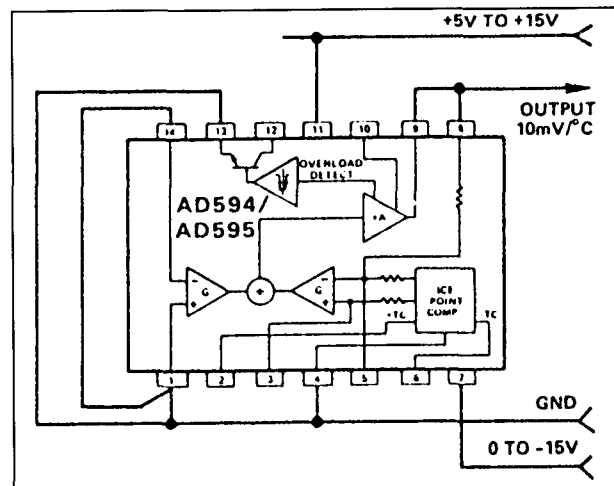 +5V TO +15V
OUTPUT
10mV/°C
14 13 12 11 10 9 8
OVERLOAD
DETECT
AD594/
AD595
+A
- +
G
+
G
- +
ICE
POINT
COMP
+TC
-TC
1 2 3 4 5 6 7
GND
0 TO -15V